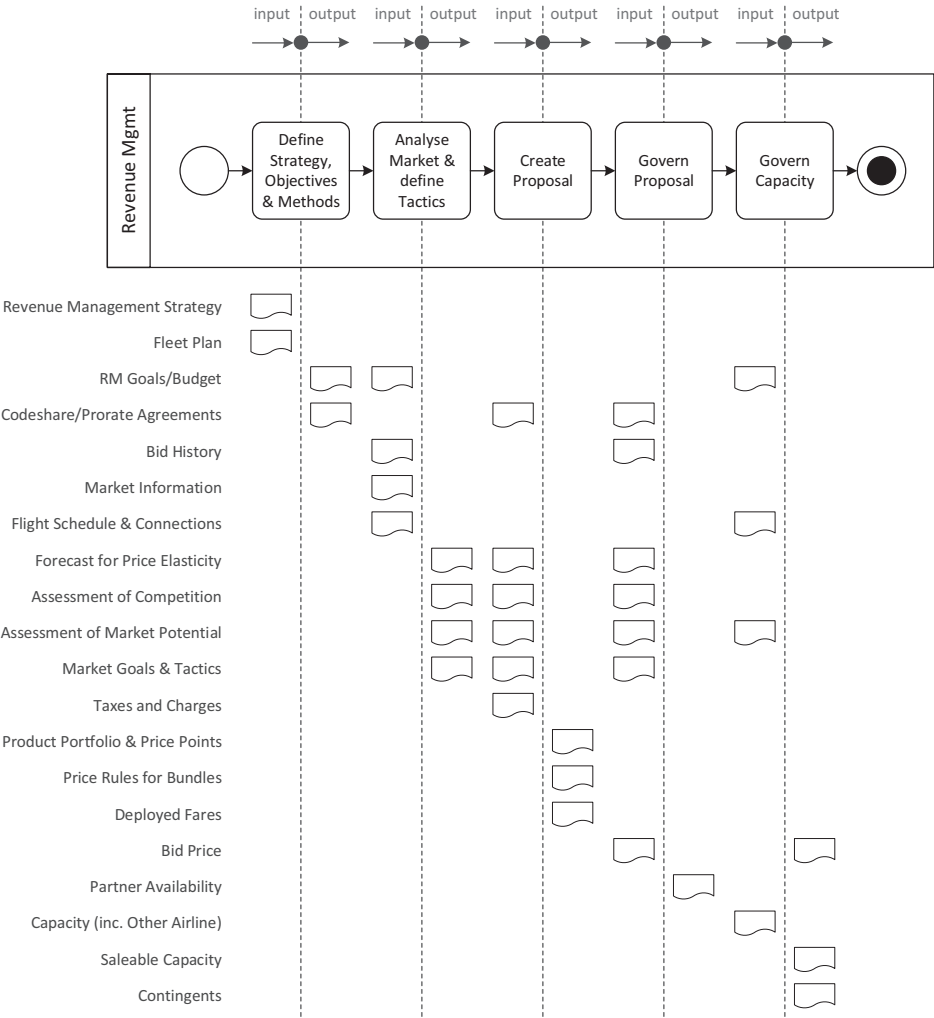 input output input output input output input output input output
Revenue Mgmt
Define
Strategy,
Objectives
& Methods
Analyse
Market &
define
Tactics
Create
Proposal
Govern
Proposal
Govern
Capacity
Revenue Management Strategy
Fleet Plan
RM Goals/Budget
Codeshare/Prorate Agreements
Bid History
Market Information
Flight Schedule & Connections
Forecast for Price Elasticity
Assessment of Competition
Assessment of Market Potential
Market Goals & Tactics
Taxes and Charges
Product Portfolio & Price Points
Price Rules for Bundles
Deployed Fares
Bid Price
Partner Availability
Capacity (inc. Other Airline)
Saleable Capacity
Contingents